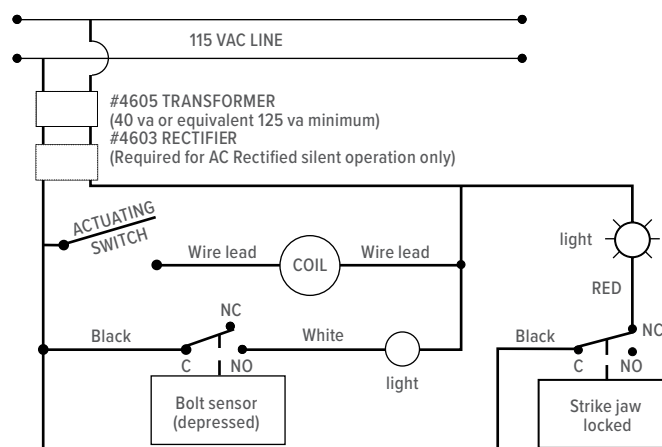 115 VAC LINE
#4605 TRANSFORMER
(40 va or equivalent 125 va minimum)
#4603 RECTIFIER
(Required for AC Rectified silent operation only)
ACTUATING
SWITCH
Wire lead
COIL
Wire lead
light
RED
NC
Black
White
C
NO
light
Bolt sensor
(depressed)
NC
Black
C
NO
Strike jaw
locked